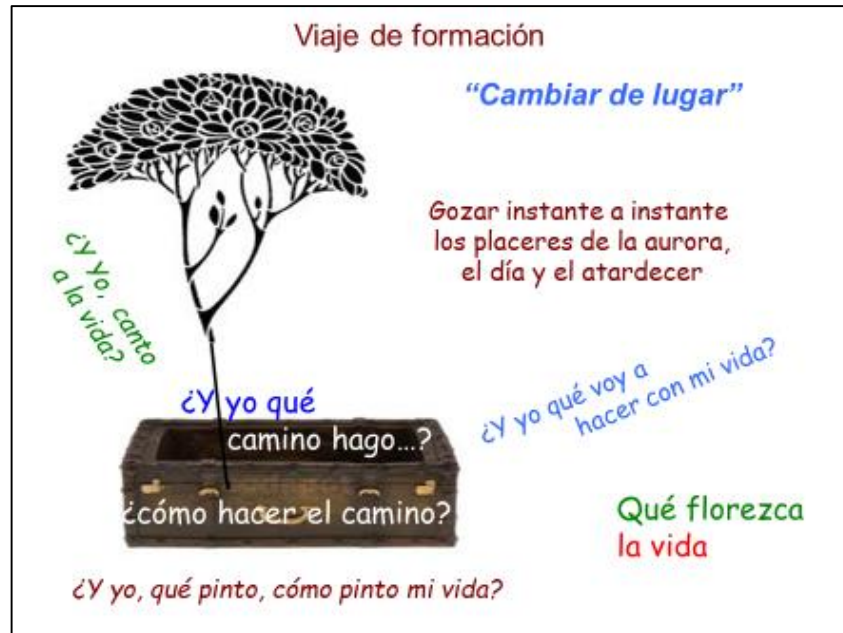 Viaje de formación
“Cambiar de lugar”
Gozar instante a instante
los placeres de la aurora,
el día y el atardecer
¿Y yo, canto
a la vida?
¿Y yo qué
camino hago...?
¿cómo hacer el camino?
¿Y yo qué voy a
hacer con mi vida?
Qué florezca
la vida
¿Y yo, qué pinto, cómo pinto mi vida?